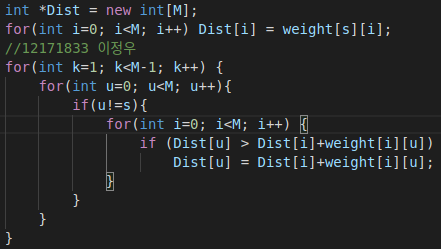 int *Dist = new int[M];
for(int i=0; i<M; i++) Dist[i] = weight[s][i];
//12171833 이정우
for(int k=1; k<M-1; k++) {
    for(int u=0; u<M; u++){
        if(u!=s){
            for(int i=0; i<M; i++) {
                if (Dist[u] > Dist[i]+weight[i][u])
                    Dist[u] = Dist[i]+weight[i][u];
            }
        }
    }
}